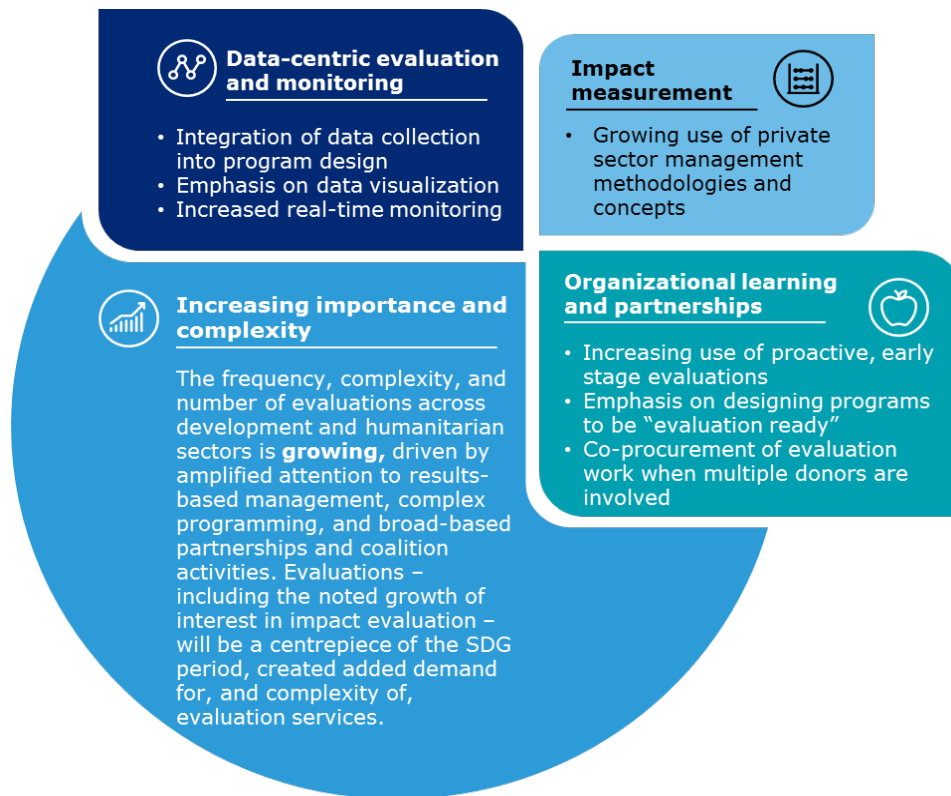 Data-centric evaluation
and monitoring
• Integration of data collection
into program design
• Emphasis on data visualization
• Increased real-time monitoring
Impact
measurement
• Growing use of private
sector management
methodologies and
concepts
Increasing importance and
complexity
The frequency, complexity, and
number of evaluations across
development and humanitarian
sectors is growing, driven by
amplified attention to results-
based management, complex
programming, and broad-based
partnerships and coalition
activities. Evaluations –
including the noted growth of
interest in impact evaluation –
will be a centrepiece of the SDG
period, created added demand
for, and complexity of,
evaluation services.
Organizational learning
and partnerships
• Increasing use of proactive, early
stage evaluations
• Emphasis on designing programs
to be “evaluation ready”
• Co-procurement of evaluation
work when multiple donors are
involved